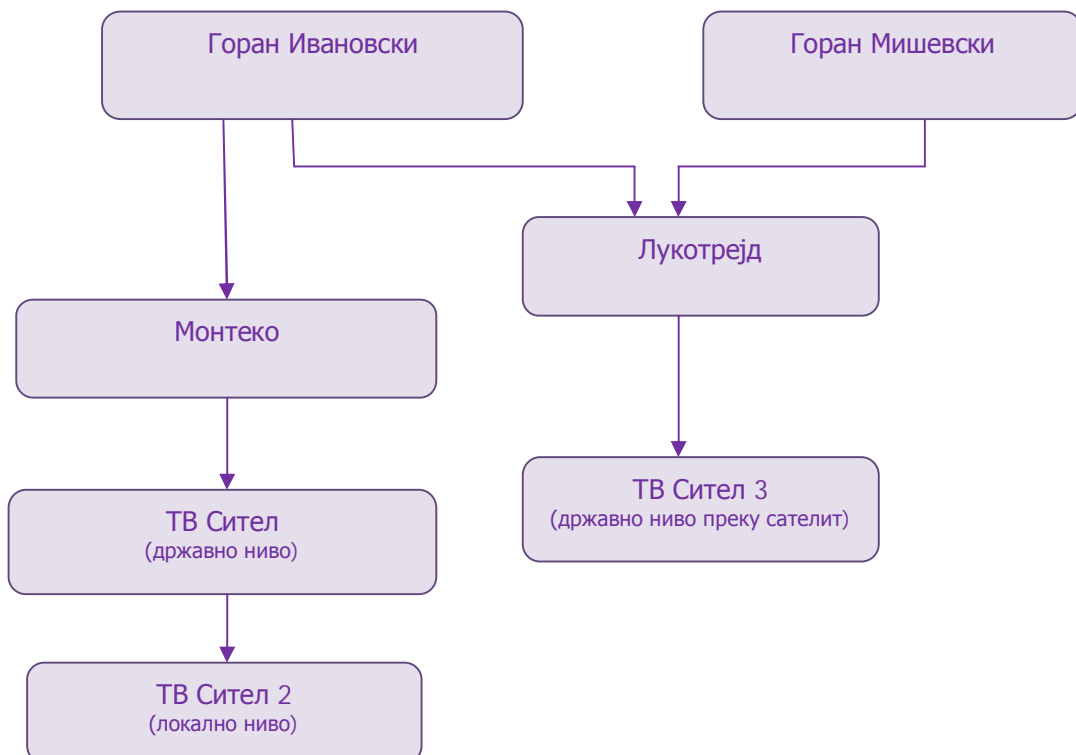 Горан Ивановски
Горан Мишевски
Лукотрејд
Монтеко
ТВ Сител 3
(државно ниво преку сателит)
ТВ Сител
(државно ниво)
ТВ Сител 2
(локално ниво)